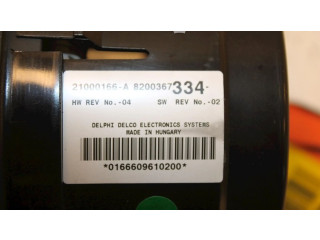 21000166-A 8200367334-
HW REV No.-04 SW REV No.-02
DELPHI DELCO ELECTRONICS SYSTEMS
MADE IN HUNGARY
*0166609610200*